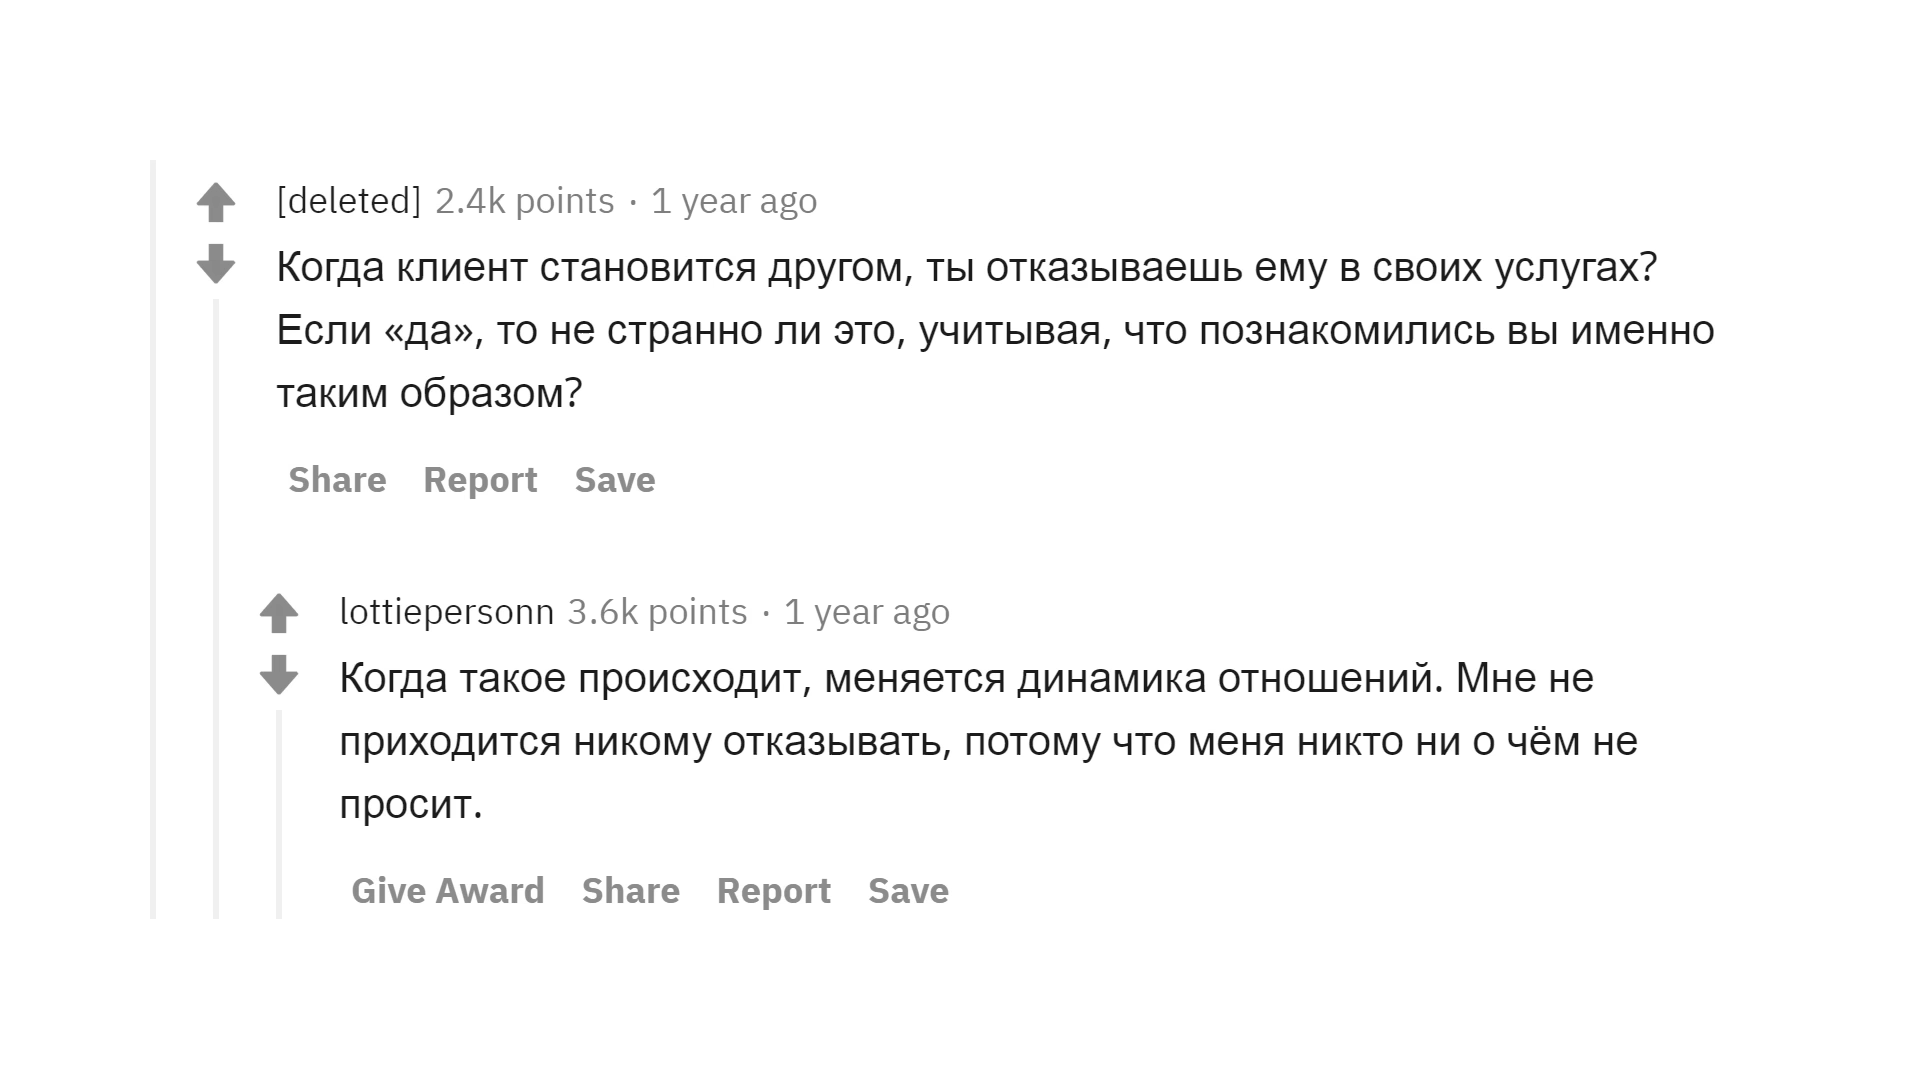 [deleted] 2.4k points · 1 year ago
Когда клиент становится другом, ты отказываешь ему в своих услугах?
Если «да», то не странно ли это, учитывая, что познакомились вы именно
таким образом?
Share Report Save
lottiepersonn 3.6k points · 1 year ago
Когда такое происходит, меняется динамика отношений. Мне не
приходится никому отказывать, потому что меня никто ни о чём не
просит.
Give Award Share Report Save